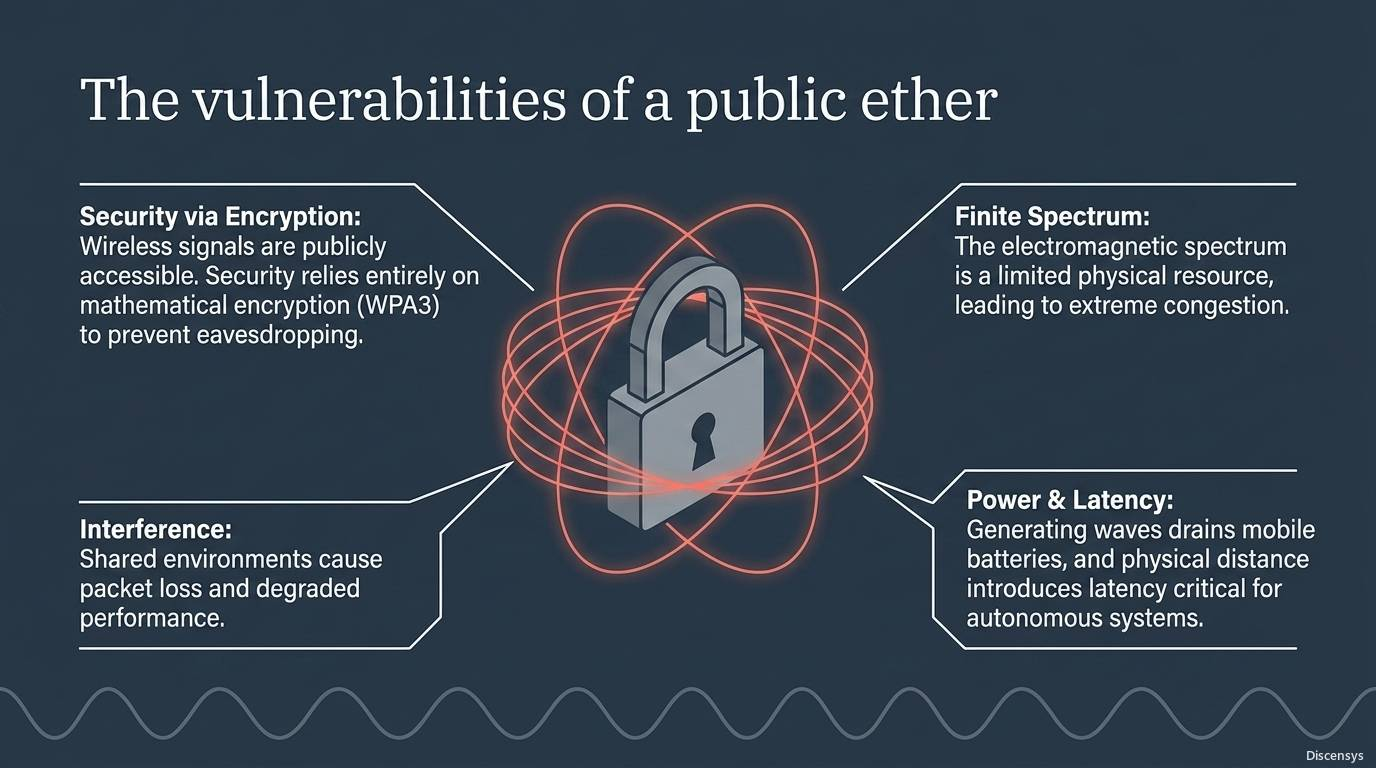 The vulnerabilities of a public ether
Security via Encryption:
Wireless signals are publicly
accessible. Security relies entirely on
mathematical encryption (WPA3)
to prevent eavesdropping.
Finite Spectrum:
The electromagnetic spectrum
is a limited physical resource,
leading to extreme congestion.
Interference:
Shared environments cause
packet loss and degraded
performance.
Power & Latency:
Generating waves drains mobile
batteries, and physical distance
introduces latency critical for
autonomous systems.
Discensys